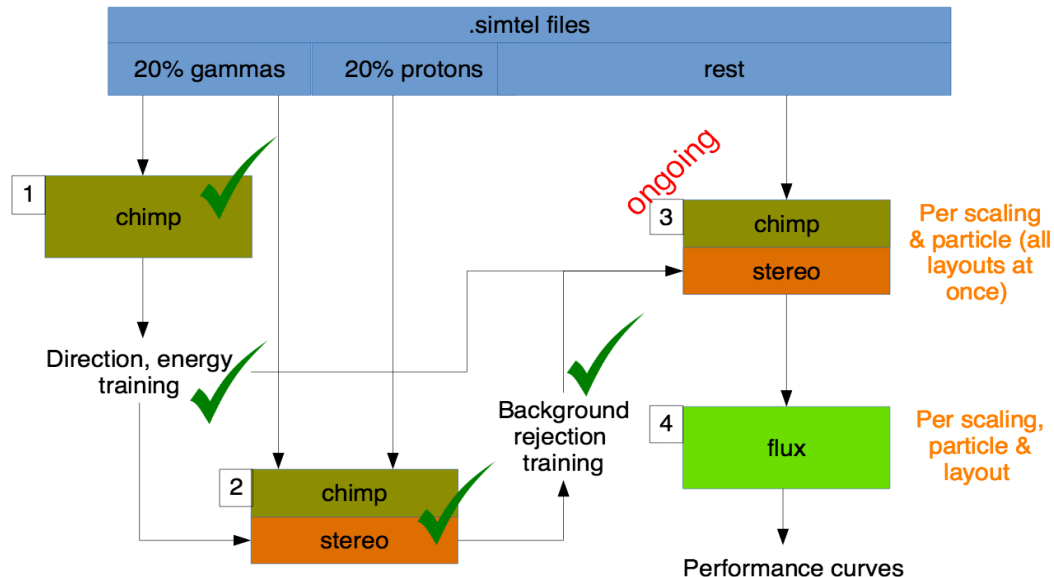 .simtel files
20% gammas
20% protons
rest
1
chimp
ongoing
3
chimp
stereo
Per scaling
& particle (all
layouts at
once)
Direction, energy
training
Background
rejection
training
2
chimp
stereo
4
flux
Per scaling,
particle &
layout
Performance curves